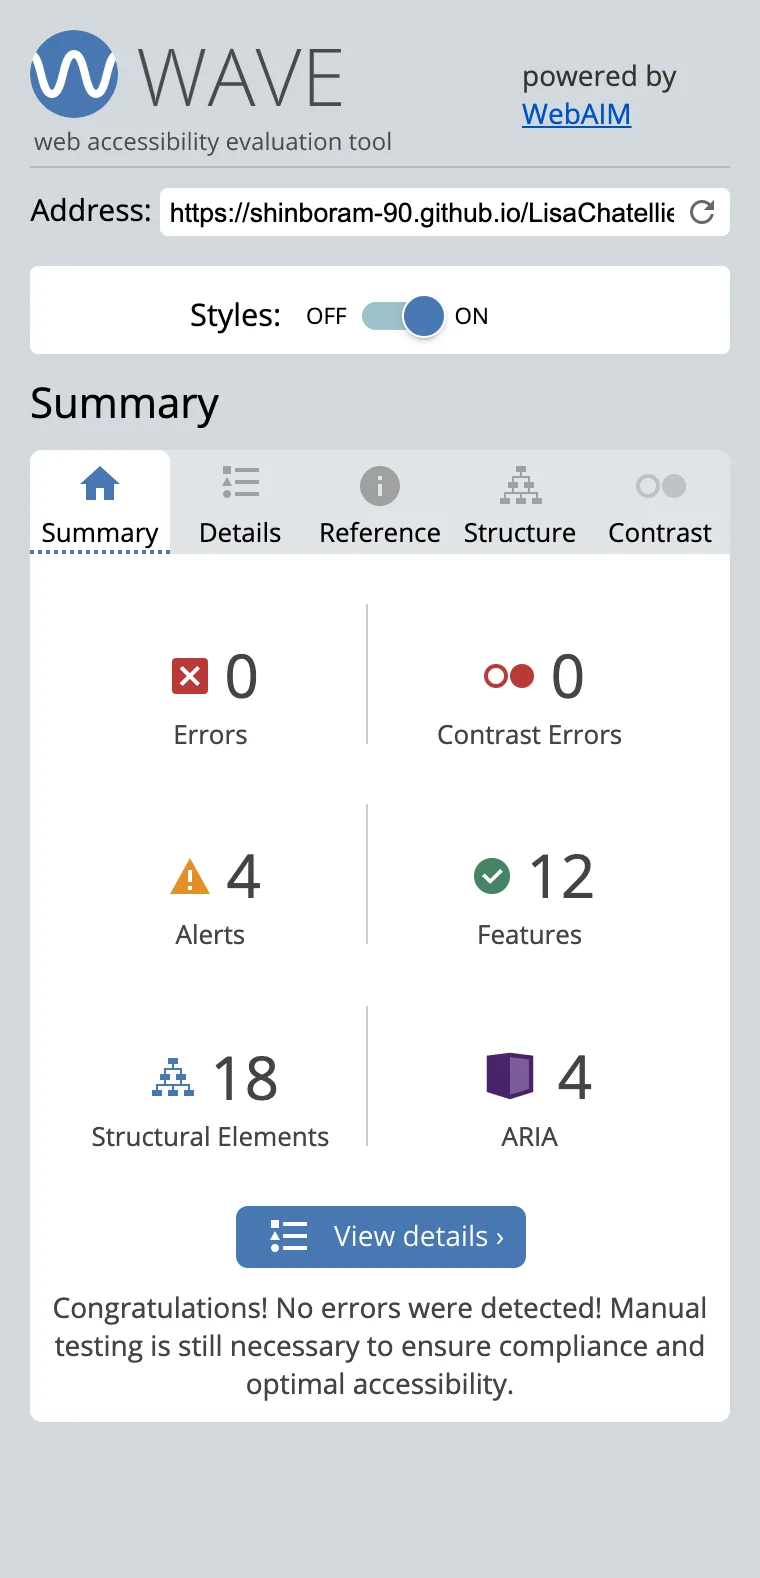 WAVE
powered by
WebAIM
web accessibility evaluation tool
Address: https://shinboram-90.github.io/LisaChatellie
Styles: OFF ON
Summary
Summary Details Reference Structure Contrast
0 0
Errors Contrast Errors
4 12
Alerts Features
18 4
Structural Elements ARIA
View details ›
Congratulations! No errors were detected! Manual
testing is still necessary to ensure compliance and
optimal accessibility.